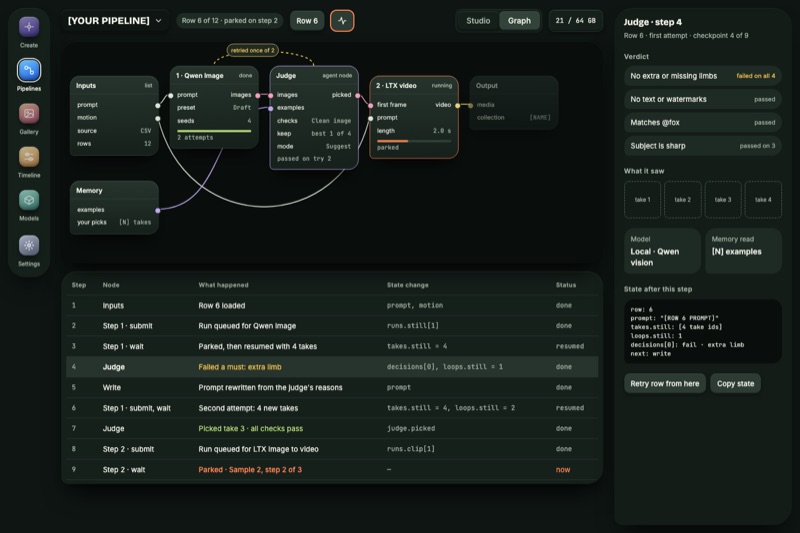 Create
Pipelines
Gallery
Timeline
Models
Settings
[YOUR PIPELINE]
Row 6 of 12 · parked on step 2
Row 6
Studio
Graph
21 / 64 GB
retried once of 2
Inputs list
prompt
motion
source CSV
rows 12
Memory
examples
your picks [N] takes
1 · Qwen Image done
prompt images
preset Draft
seeds 4
2 attempts
Judge agent node
images picked
examples
checks Clean image
keep best 1 of 4
mode Suggest
passed on try 2
2 · LTX video running
first frame video
prompt
length 2.0 s
parked
Output
media
collection [NAME]
Step Node What happened State change Status
1 Inputs Row 6 loaded prompt, motion done
2 Step 1 · submit Run queued for Qwen Image runs.still[1] done
3 Step 1 · wait Parked, then resumed with 4 takes takes.still = 4 resumed
4 Judge Failed a must: extra limb decisions[0], loops.still = 1 done
5 Write Prompt rewritten from the judge's reasons prompt done
6 Step 1 · submit, wait Second attempt: 4 new takes takes.still = 4, loops.still = 2 resumed
7 Judge Picked take 3 · all checks pass judge.picked done
8 Step 2 · submit Run queued for LTX image to video runs.clip[1] done
9 Step 2 · wait Parked · Sample 2, step 2 of 3 – now
Judge · step 4
Row 6 · first attempt · checkpoint 4 of 9
Verdict
No extra or missing limbs failed on all 4
No text or watermarks passed
Matches @fox passed
Subject is sharp passed on 3
What it saw
take 1 take 2 take 3 take 4
Model
Local · Qwen
vision
Memory read
[N] examples
State after this step
row: 6
prompt: "[ROW 6 PROMPT]"
takes.still: [4 take ids]
loops.still: 1
decisions[0]: fail · extra limb
next: write
Retry row from here
Copy state